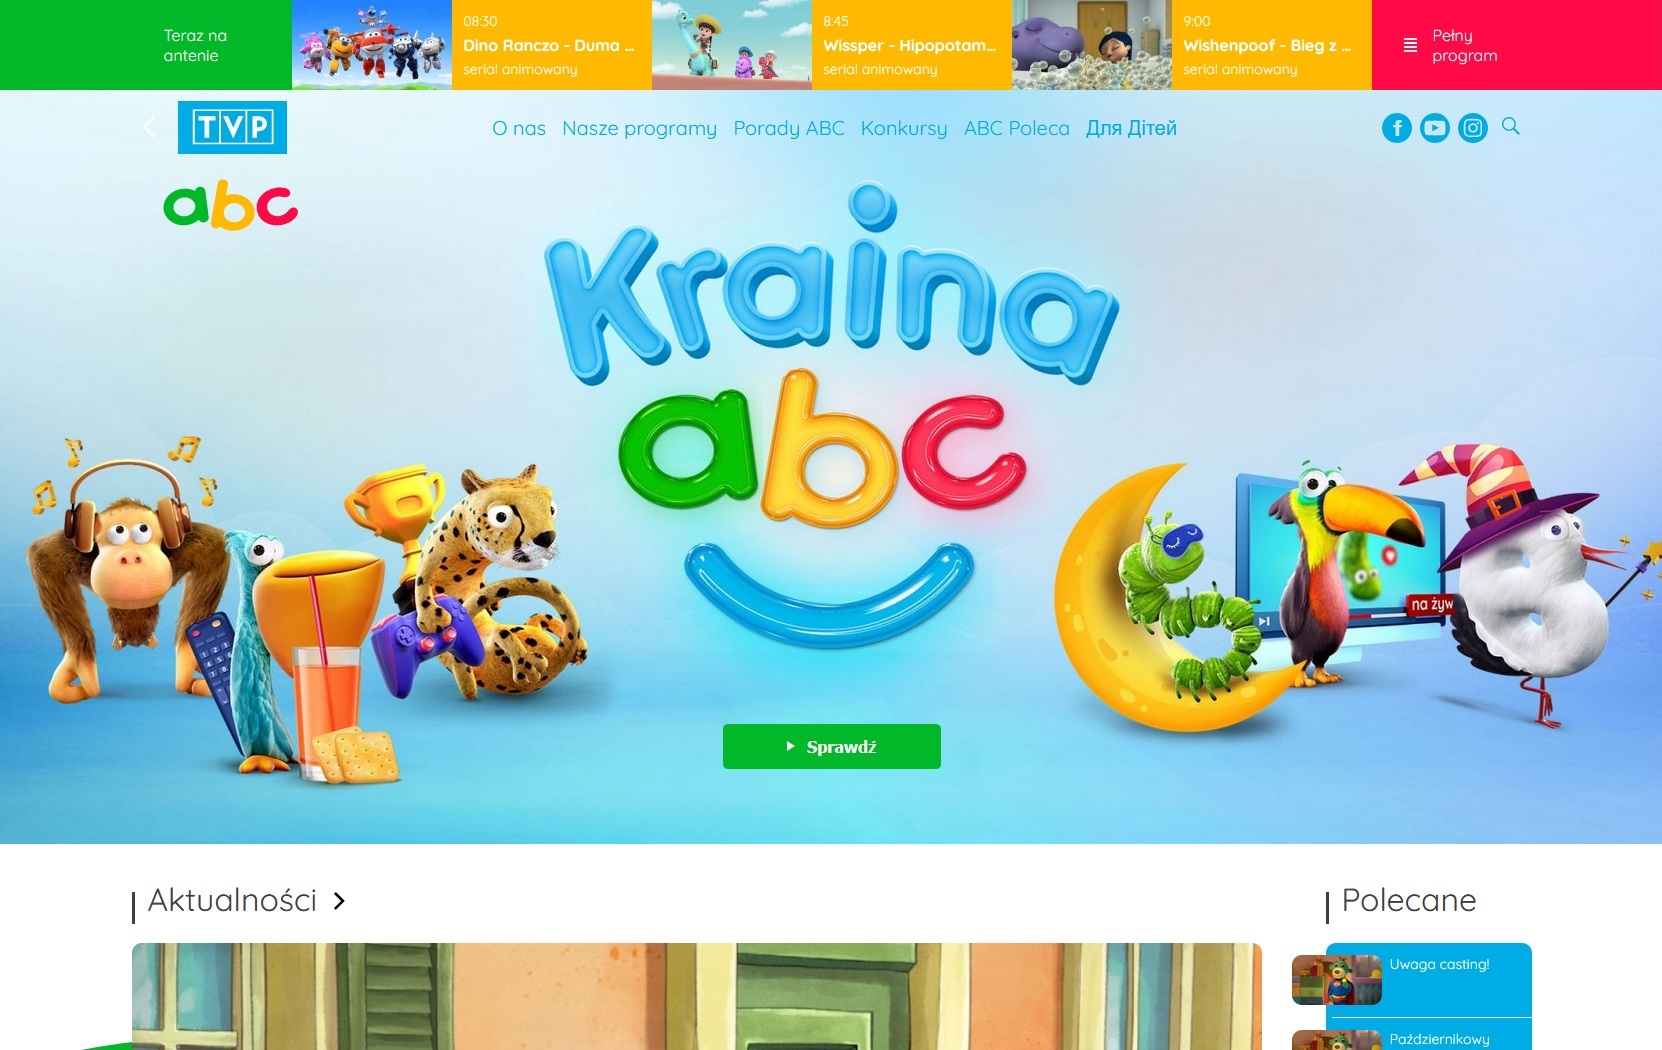 Teraz na
antenie
08:30
Dino Ranczo - Duma ...
serial animowany
8:45
Wissper - Hipopotam...
serial animowany
9:00
Wishenpoof - Bieg z ...
serial animowany
Pełny
program
TVP
abc
O nas
Nasze programy
Porady ABC
Konkursy
ABC Poleca
Для Дітей
Kraina
abc
na żyw
Sprawdź
Aktualności
Polecane
Uwaga casting!
Październikowy